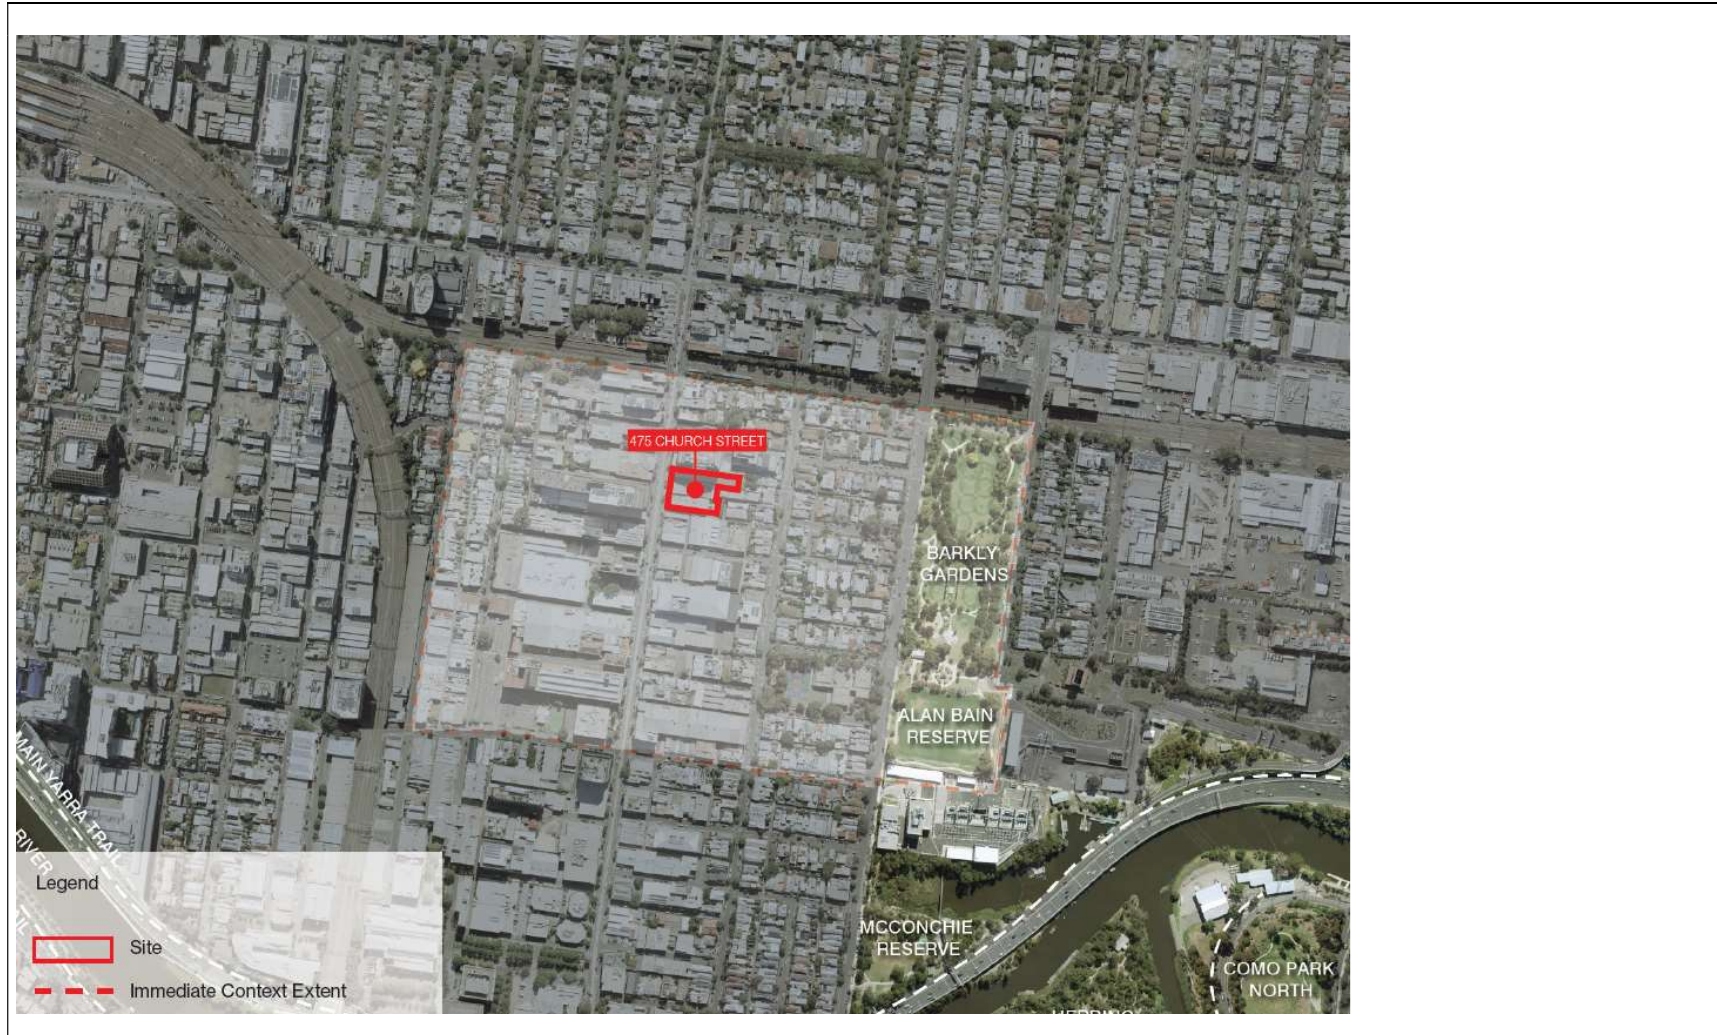 475 CHURCH STREET
BARKLY
GARDENS
ALAN BAIN
RESERVE
MAIN YARRA TRAIL
RIVER
Legend
Site
Immediate Context Extent
MCCONCHIE
RESERVE
COMO PARK
NORTH